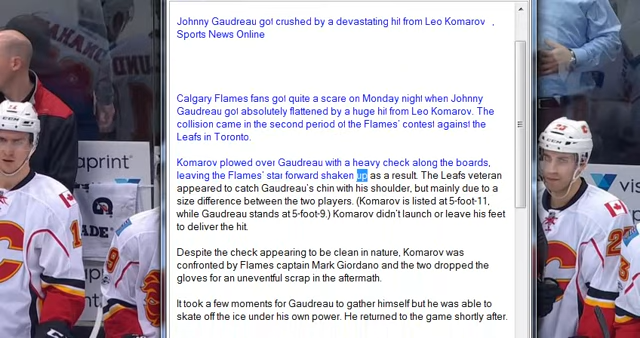 Johnny Gaudreau got crushed by a devastating hit from Leo Komarov ,
Sports News Online
Calgary Flames fans got quite a scare on Monday night when Johnny
Gaudreau got absolutely flattened by a huge hit from Leo Komarov. The
collision came in the second period of the Flames' contest against the
Leafs in Toronto.
Komarov plowed over Gaudreau with a heavy check along the boards,
leaving the Flames' star forward shaken up as a result. The Leafs veteran
appeared to catch Gaudreau's chin with his shoulder, but mainly due to a
size difference between the two players. (Komarov is listed at 5-foot-11,
while Gaudreau stands at 5-foot-9.) Komarov didn't launch or leave his feet
to deliver the hit.
Despite the check appearing to be clean in nature, Komarov was
confronted by Flames captain Mark Giordano and the two dropped the
gloves for an uneventful scrap in the aftermath.
It took a few moments for Gaudreau to gather himself but he was able to
skate off the ice under his own power. He returned to the game shortly after.
print
print